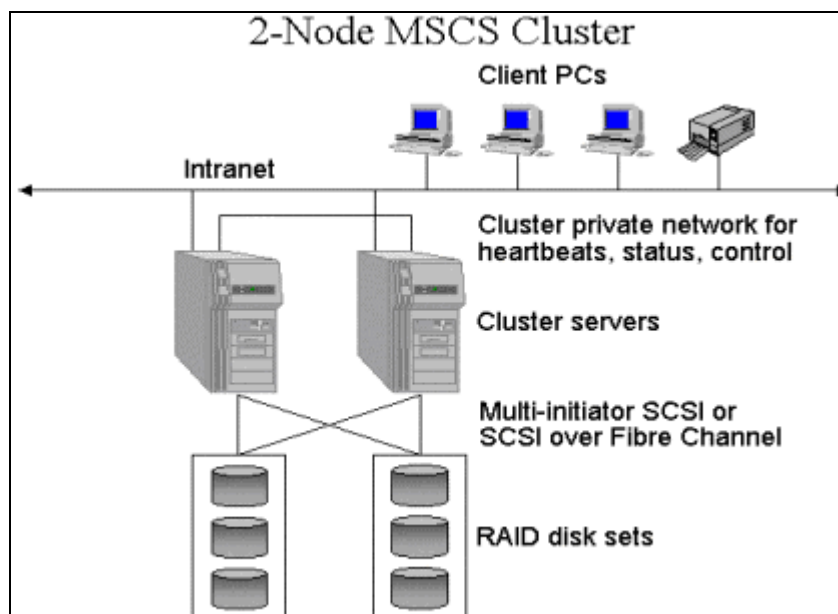 2-Node MSCS Cluster
Client PCs
Intranet
Cluster private network for
heartbeats, status, control
Cluster servers
Multi-initiator SCSI or
SCSI over Fibre Channel
RAID disk sets